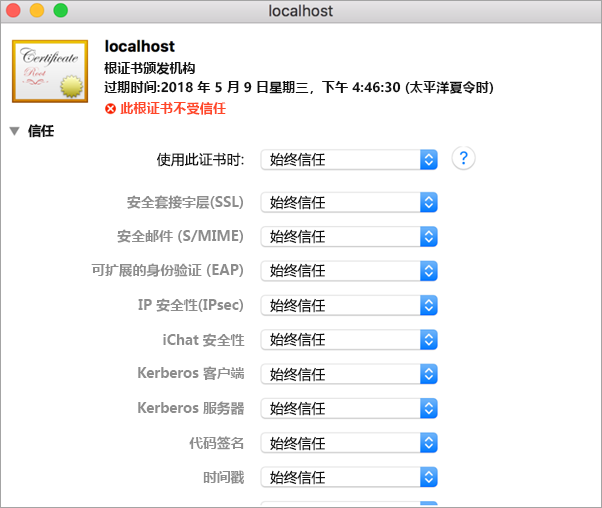 localhost
Certificate
Root
localhost
根证书颁发机构
过期时间:2018 年 5 月 9 日星期三，下午 4:46:30 (太平洋夏令时)
此根证书不受信任
信任
使用此证书时: 始终信任 ?
安全套接字层(SSL) 始终信任
安全邮件 (S/MIME) 始终信任
可扩展的身份验证 (EAP) 始终信任
IP 安全性(IPsec) 始终信任
iChat 安全性 始终信任
Kerberos 客户端 始终信任
Kerberos 服务器 始终信任
代码签名 始终信任
时间戳 始终信任